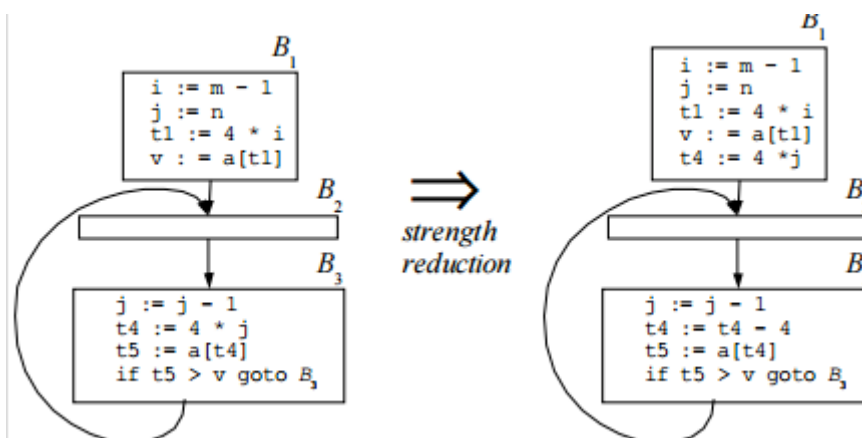 B1
i := m - 1
j := n
t1 := 4 * i
v : = a[t1]
B2
B3
j := j - 1
t4 := 4 * j
t5 := a[t4]
if t5 > v goto B3
⇒
strength
reduction
B1
i := m - 1
j := n
t1 := 4 * i
v := a[t1]
t4 := 4 *j
B
B
j := j - 1
t4 := t4 - 4
t5 := a[t4]
if t5 > v goto B3